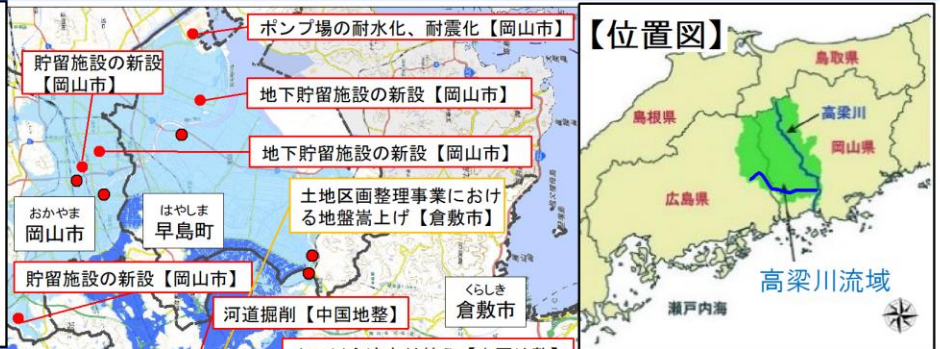 ポンプ場の耐水化、耐震化【岡山市】
貯留施設の新設
【岡山市】
地下貯留施設の新設【岡山市】
地下貯留施設の新設【岡山市】
土地区画整理事業におけ
る地盤嵩上げ【倉敷市】
おかやま
岡山市
はやしま
早島町
貯留施設の新設【岡山市】
くらしき
倉敷市
河道掘削【中国地整】
【位置図】
鳥取県
島根県
高梁川
岡山県
広島県
高梁川流域
瀬戸内海